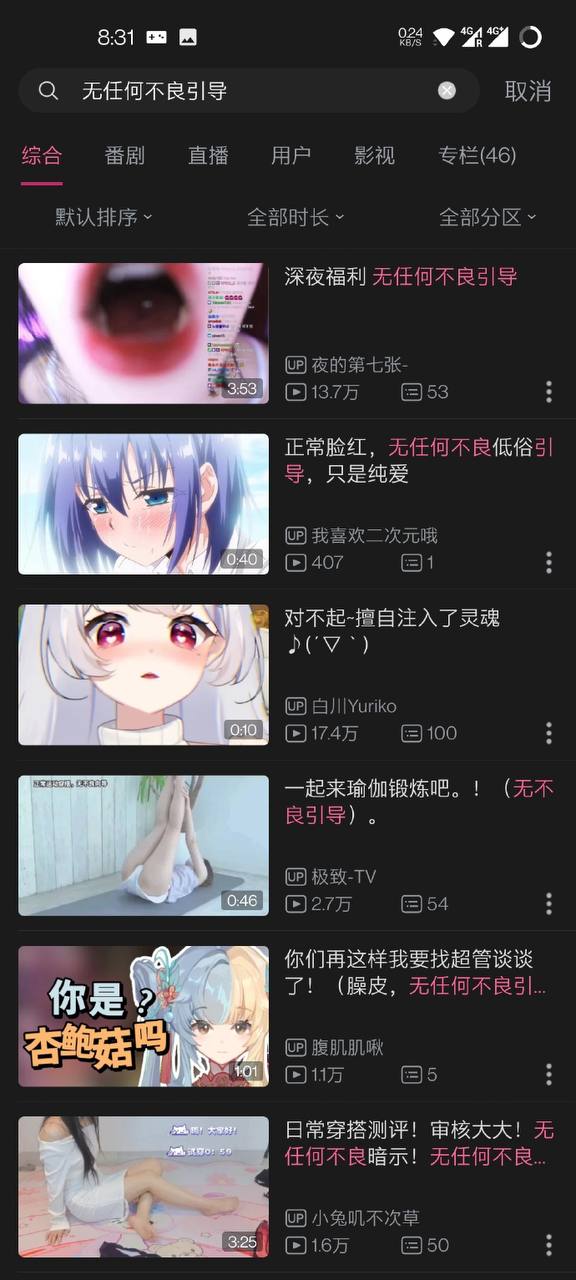 8:31
0.24 KB/S 4G R 4G+
无任何不良引导
取消
综合 番剧 直播 用户 影视 专栏(46)
默认排序 全部时长 全部分区
深夜福利 无任何不良引导
UP 夜的第七张-
13.7万 53
3:53
正常脸红，无任何不良低俗引
导，只是纯爱
UP 我喜欢二次元哦
407 1
0:40
对不起~擅自注入了灵魂
♪(´▽｀)
UP 白川Yuriko
17.4万 100
0:10
一起来瑜伽锻炼吧。！（无不
良引导）。
UP 极致-TV
2.7万 54
0:46
你们再这样我要找超管谈谈
了！（臊皮，无任何不良引...
UP 腹肌肌啾
1.1万 5
你是？
杏鲍菇吗
1:01
日常穿搭测评！审核大大！无
任何不良暗示！无任何不良...
UP 小兔叽不次草
1.6万 50
3:25